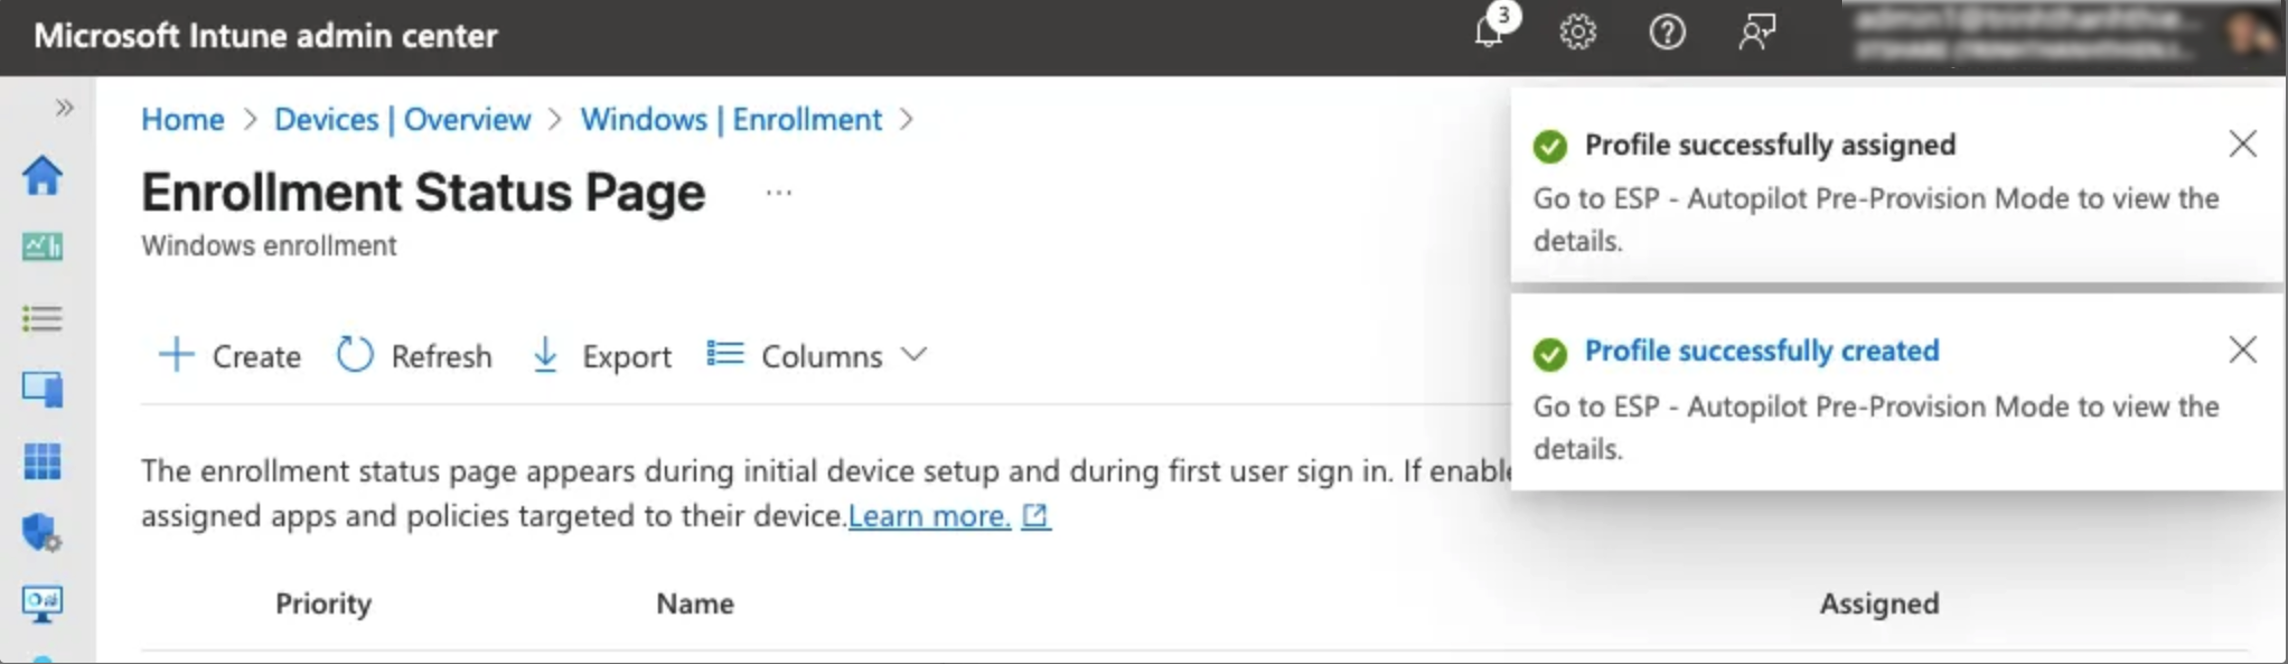 Microsoft Intune admin center
3
Home > Devices | Overview > Windows | Enrollment >
Enrollment Status Page ...
Windows enrollment
Create Refresh Export Columns
The enrollment status page appears during initial device setup and during first user sign in. If
assigned apps and policies targeted to their device.Learn more.
Priority Name Assigned
Profile successfully assigned
Go to ESP - Autopilot Pre-Provision Mode to view the
details.
Profile successfully created
Go to ESP - Autopilot Pre-Provision Mode to view the
details.